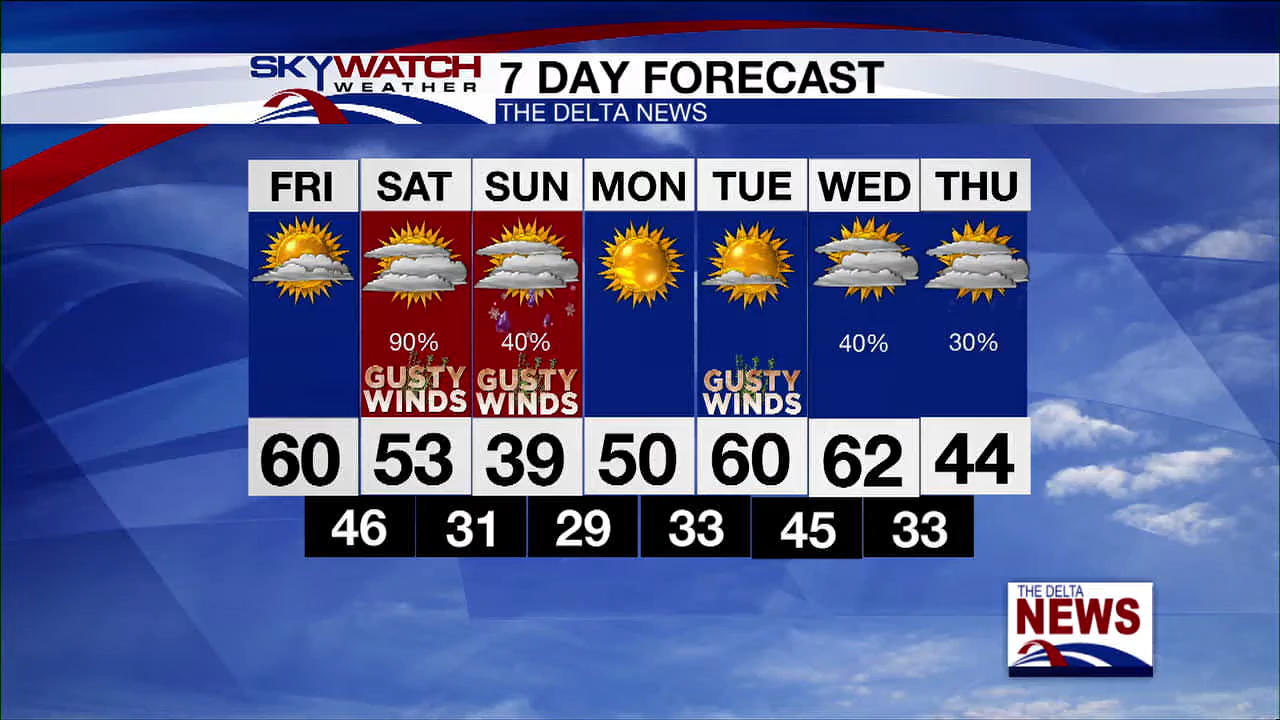 SKYWATCH
WEATHER
7 DAY FORECAST
THE DELTA NEWS
FRI SAT SUN MON TUE WED THU
90% 40% 40% 30%
GUSTY WINDS GUSTY WINDS GUSTY WINDS
60 53 39 50 60 62 44
46 31 29 33 45 33
THE DELTA
NEWS